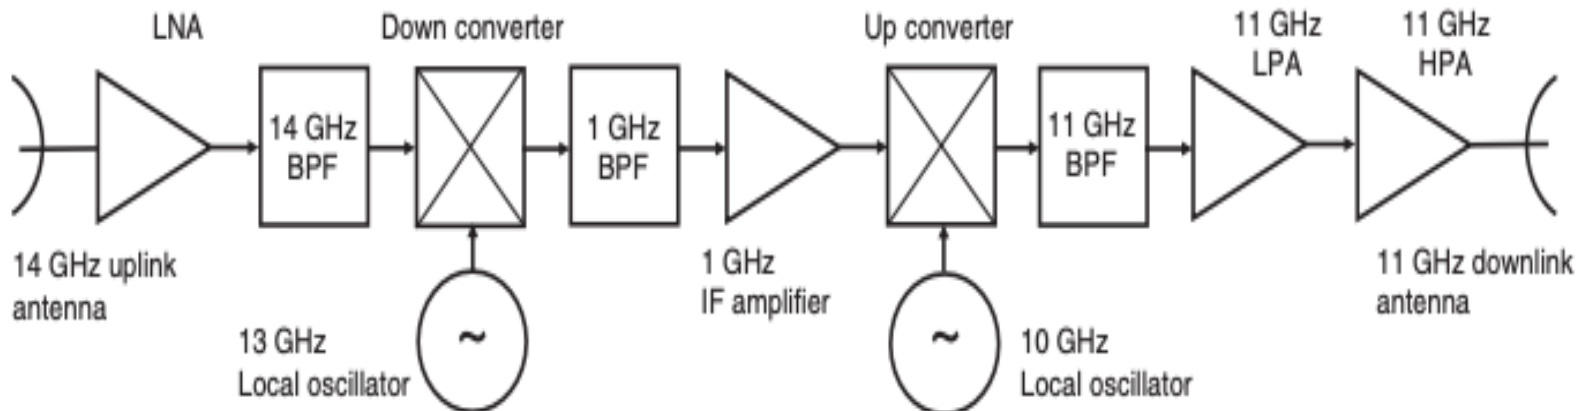 LNA
Down converter
Up converter
11 GHz
LPA
11 GHz
HPA
14 GHz
BPF
1 GHz
BPF
11 GHz
BPF
14 GHz uplink
antenna
1 GHz
IF amplifier
11 GHz downlink
antenna
13 GHz
Local oscillator
~
~
10 GHz
Local oscillator